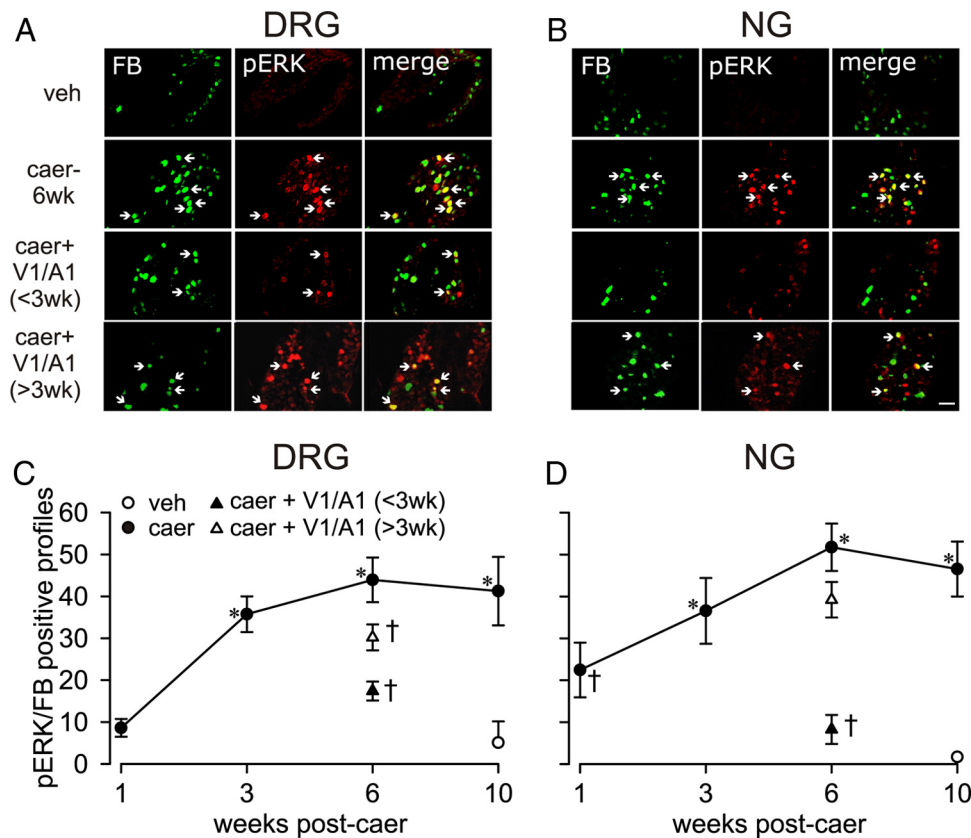 A DRG
FB pERK merge
veh
caer-
6wk
caer+
V1/A1
(<3wk)
caer+
V1/A1
(>3wk)
B NG
FB pERK merge
C DRG
veh ▲ caer + V1/A1 (<3wk)
caer △ caer + V1/A1 (>3wk)
pERK/FB positive profiles
60
50
40
30
20
10
0
* * *
†
†
1 3 6 10
weeks post-caer
D NG
* * *
†
†
1 3 6 10
weeks post-caer